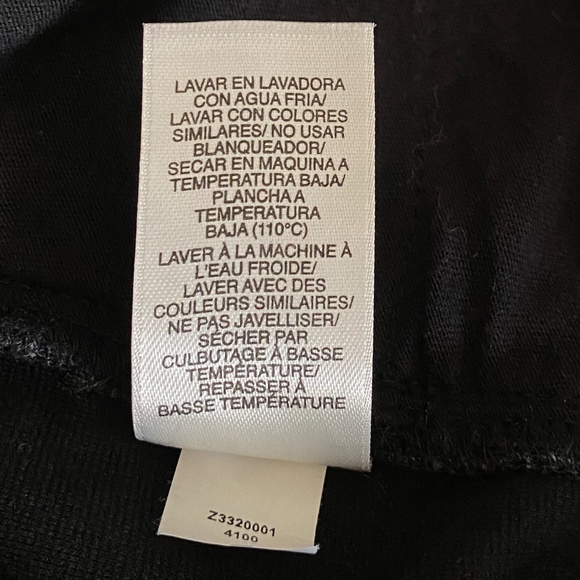 LAVAR EN LAVADORA
CON AGUA FRIA/
LAVAR CON COLORES
SIMILARES/ NO USAR
BLANQUEADOR/
SECAR EN MAQUINA A
TEMPERATURA BAJA/
PLANCHA A
TEMPERATURA
BAJA (110°C)
LAVER À LA MACHINE À
L'EAU FROIDE/
LAVER AVEC DES
COULEURS SIMILAIRES/
NE PAS JAVELLISER/
SÉCHER PAR
CULBUTAGE À BASSE
TEMPÉRATURE/
REPASSER À
BASSE TEMPÉRATURE
Z3320001
4100